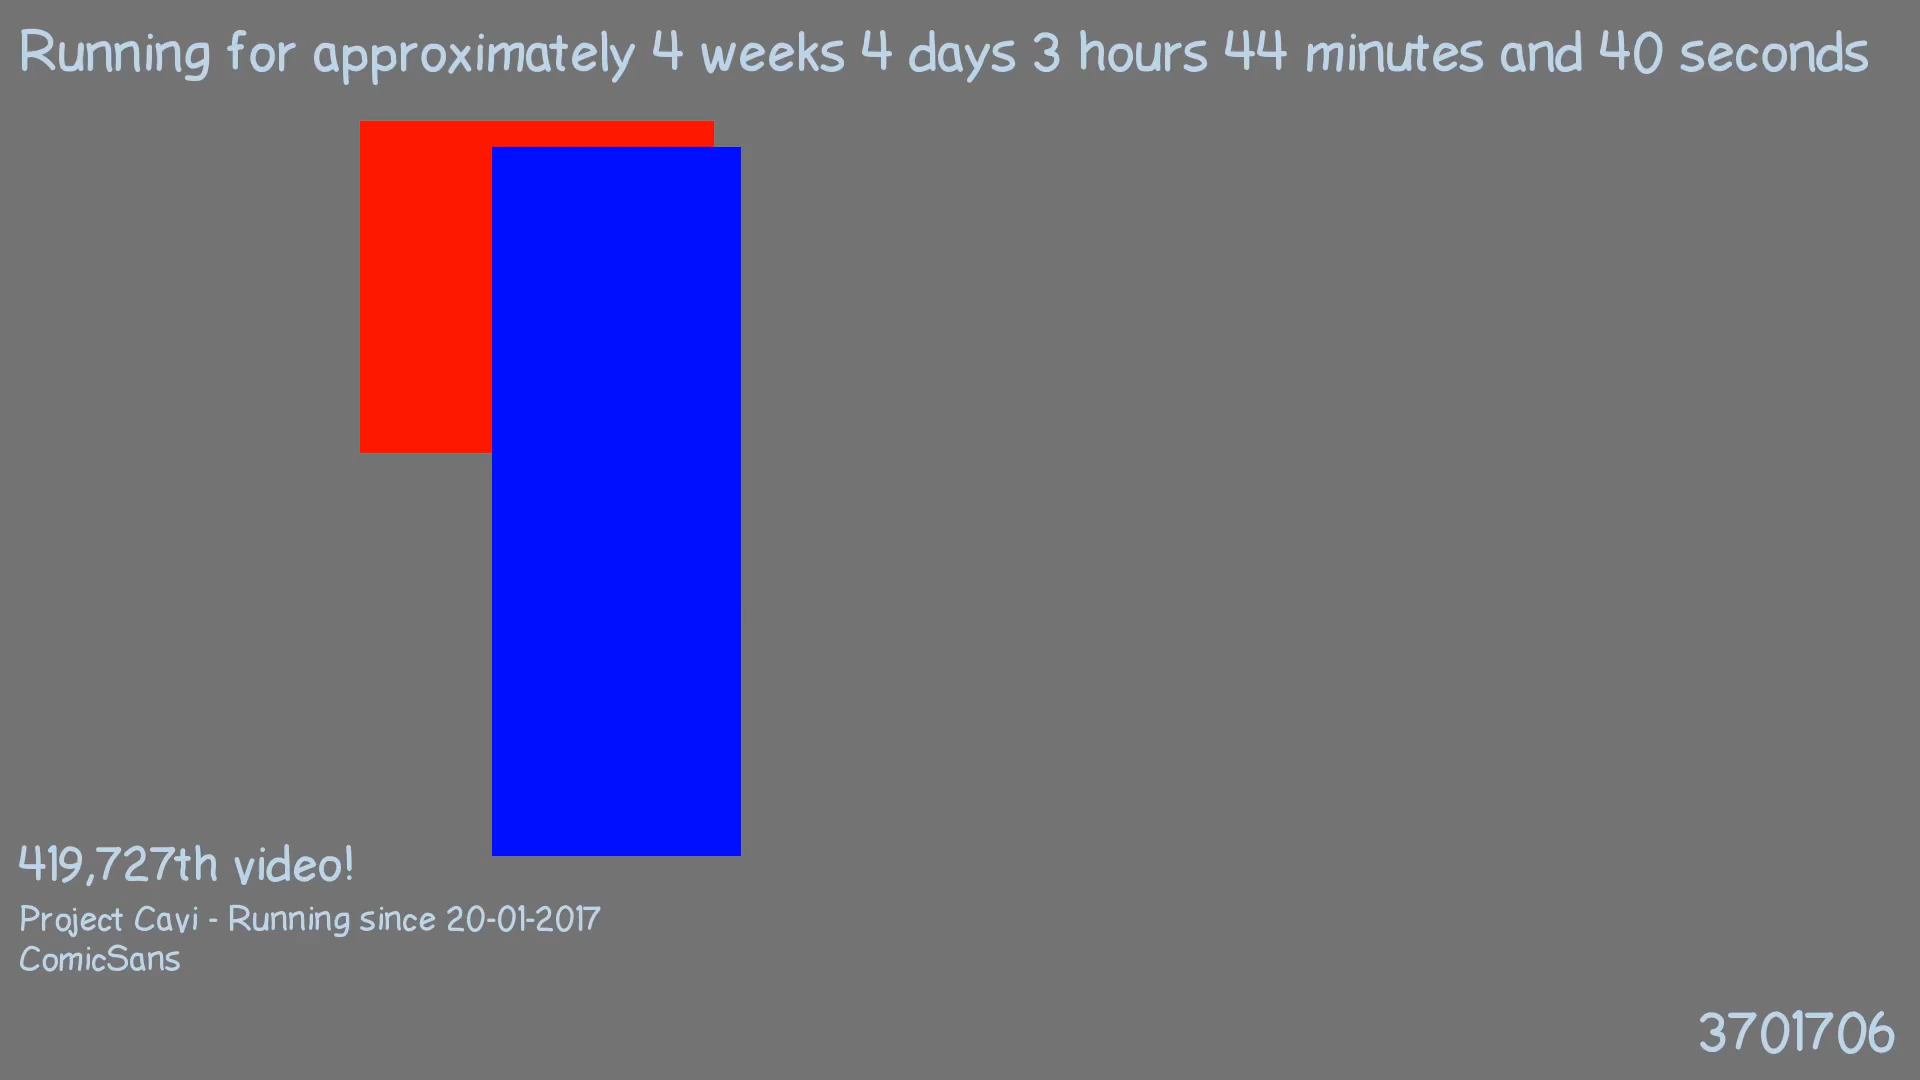 Running for approximately 4 weeks 4 days 3 hours 44 minutes and 40 seconds
419,727th video!
Project Cavi - Running since 20-01-2017
ComicSans
3701706